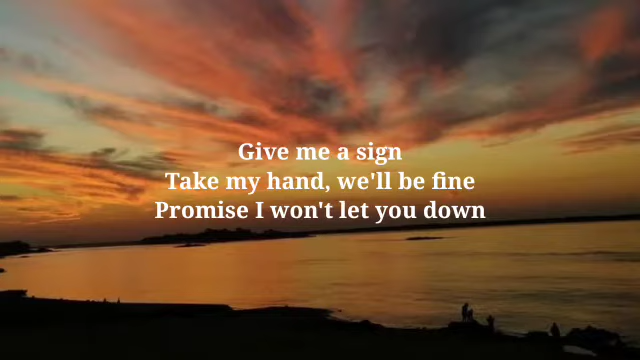 Give me a sign
Take my hand, we'll be fine
Promise I won't let you down